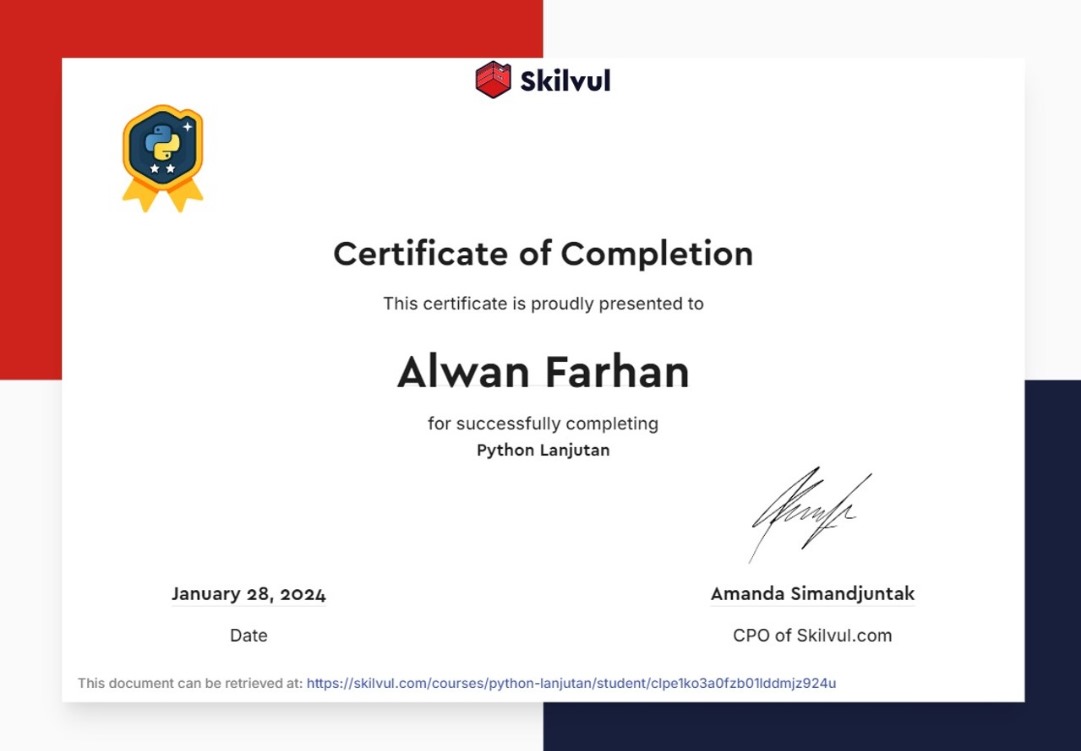 Skilvul
Certificate of Completion
This certificate is proudly presented to
Alwan Farhan
for successfully completing
Python Lanjutan
January 28, 2024
Amanda Simandjuntak
Date
CPO of Skilvul.com
This document can be retrieved at: https://skilvul.com/courses/python-lanjutan/student/clpe1ko3a0fzb01lddmjz924u